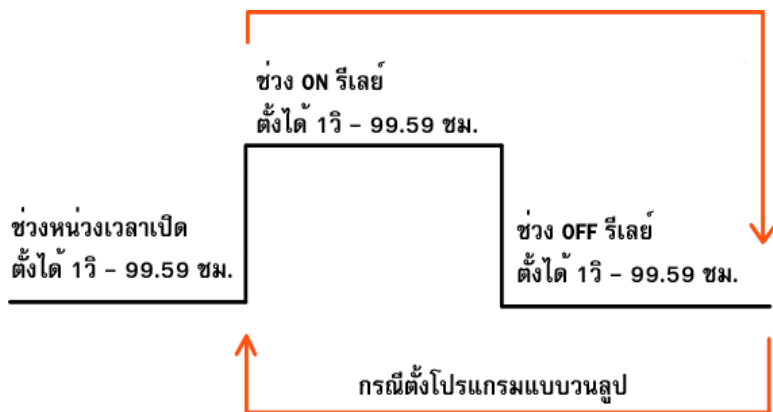 ช่วง ON รีเลย์
ตั้งได้ 1วิ - 99.59 ชม.
ช่วงหน่วงเวลาเปิด
ตั้งได้ 1วิ - 99.59 ชม.
ช่วง OFF รีเลย์
ตั้งได้ 1วิ - 99.59 ชม.
กรณีตั้งโปรแกรมแบบวนลูป